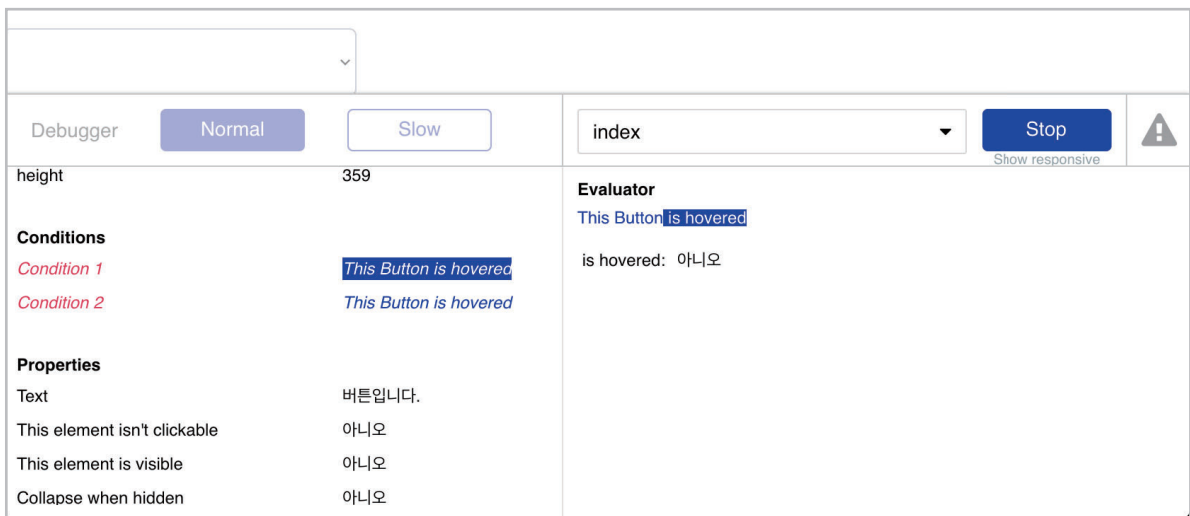 Debugger Normal Slow index Stop
Show responsive
height 359
Conditions
Condition 1 This Button is hovered
Condition 2 This Button is hovered
Properties
Text 버튼입니다.
This element isn't clickable 아니오
This element is visible 아니오
Collapse when hidden 아니오
Evaluator
This Button is hovered
is hovered: 아니오